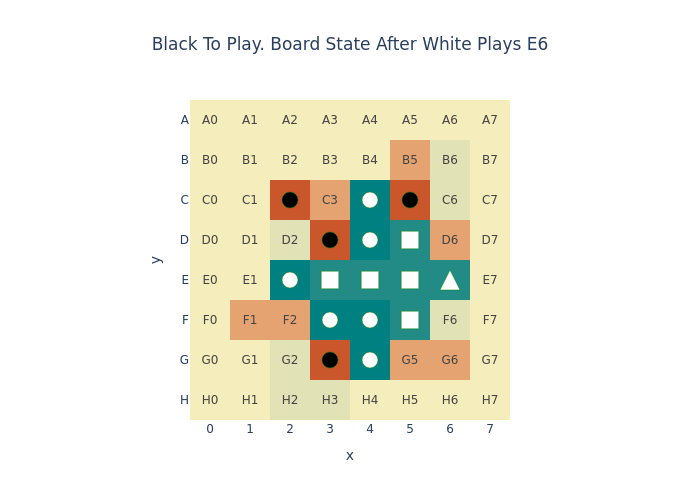 Black To Play. Board State After White Plays E6
A A0 A1 A2 A3 A4 A5 A6 A7
B B0 B1 B2 B3 B4 B5 B6 B7
C C0 C1 C3 C6 C7
D D0 D1 D2 D6 D7
y
E E0 E1 E7
F F0 F1 F2 F6 F7
G G0 G1 G2 G5 G6 G7
H H0 H1 H2 H3 H4 H5 H6 H7
0 1 2 3 4 5 6 7
x